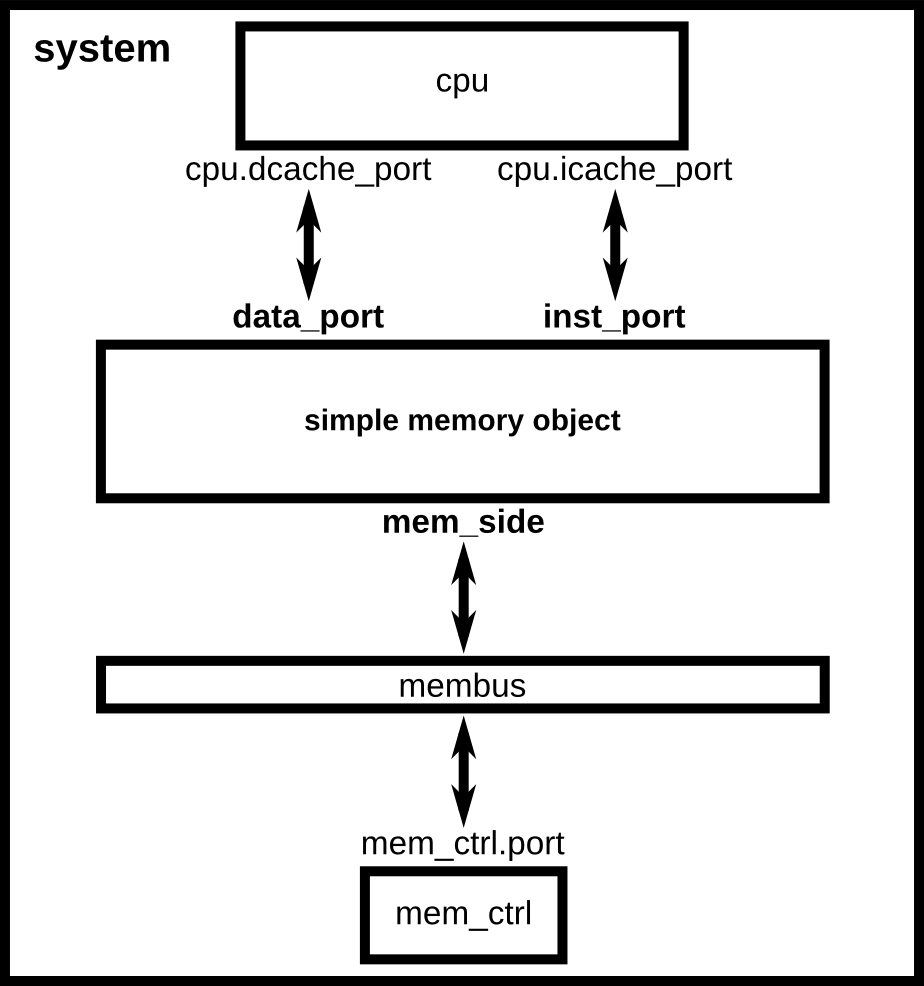 system
cpu
cpu.dcache_port
cpu.icache_port
data_port
inst_port
simple memory object
mem_side
membus
mem_ctrl.port
mem_ctrl